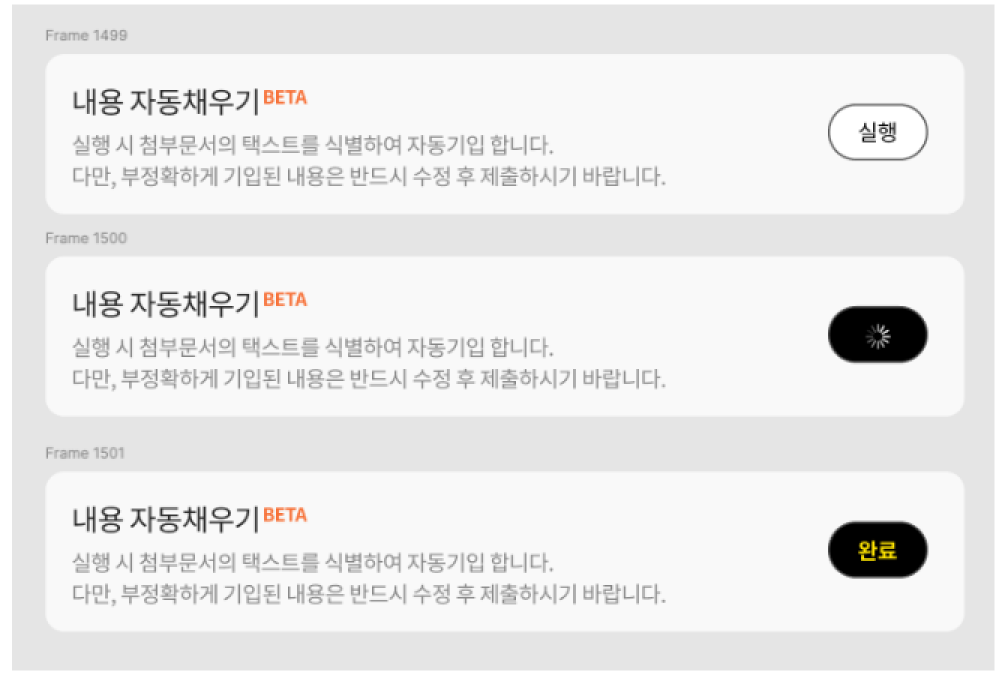 Frame 1499
내용 자동채우기 BETA
실행 시 첨부문서의 택스트를 식별하여 자동기입 합니다.
다만, 부정확하게 기입된 내용은 반드시 수정 후 제출하시기 바랍니다.
실행
Frame 1500
내용 자동채우기 BETA
실행 시 첨부문서의 택스트를 식별하여 자동기입 합니다.
다만, 부정확하게 기입된 내용은 반드시 수정 후 제출하시기 바랍니다.
Frame 1501
내용 자동채우기 BETA
실행 시 첨부문서의 택스트를 식별하여 자동기입 합니다.
다만, 부정확하게 기입된 내용은 반드시 수정 후 제출하시기 바랍니다.
완료